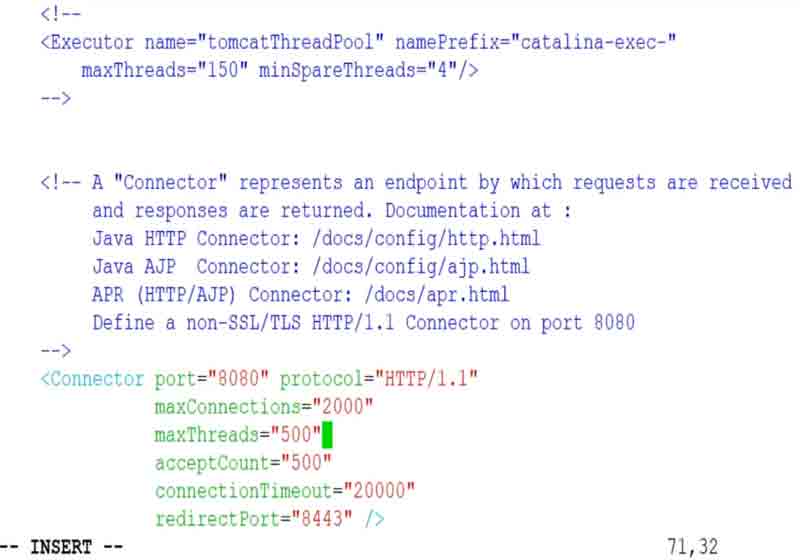 <!--
<Executor name="tomcatThreadPool" namePrefix="catalina-exec-"
maxThreads="150" minSpareThreads="4"/>
-->
<!-- A "Connector" represents an endpoint by which requests are received
and responses are returned. Documentation at :
Java HTTP Connector: /docs/config/http.html
Java AJP  Connector: /docs/config/ajp.html
APR (HTTP/AJP) Connector: /docs/apr.html
Define a non-SSL/TLS HTTP/1.1 Connector on port 8080
-->
<Connector port="8080" protocol="HTTP/1.1"
maxConnections="2000"
maxThreads="500"
acceptCount="500"
connectionTimeout="20000"
redirectPort="8443" />
-- INSERT -- 71,32